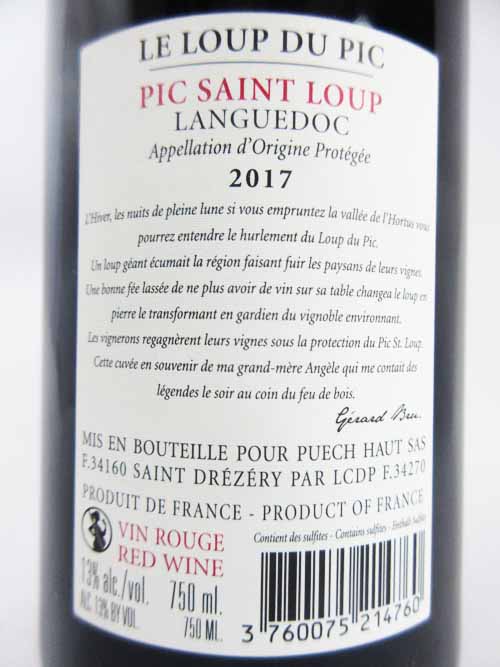 LE LOUP DU PIC
PIC SAINT LOUP
LANGUEDOC
Appellation d'Origine Protégée
2017
L'Hiver, les nuits de pleine lune si vous empruntez la vallée de l'Hortus vous
pourrez entendre le hurlement du Loup du Pic.
Un loup géant écumait la région faisant fuir les paysans de leurs vignes.
Une bonne fée lassée de ne plus avoir de vin sur sa table changea le loup en
pierre le transformant en gardien du vignoble environnant.
Les vignerons regagnèrent leurs vignes sous la protection du Pic St. Loup.
Cette cuvée en souvenir de ma grand-mère Angèle qui me contait des
légendes le soir au coin du feu de bois.
Gérard Bru.
MIS EN BOUTEILLE POUR PUECH HAUT SAS
F.34160 SAINT DRÉZÉRY PAR LCDP F.34270
PRODUIT DE FRANCE - PRODUCT OF FRANCE
VIN ROUGE
RED WINE
Contient des sulfites - Contains sulfites - Enthält Sulfite
13% alc./vol. 750 ml.
ALC. 13% BY VOL. 750 ML.
3 760075 214760